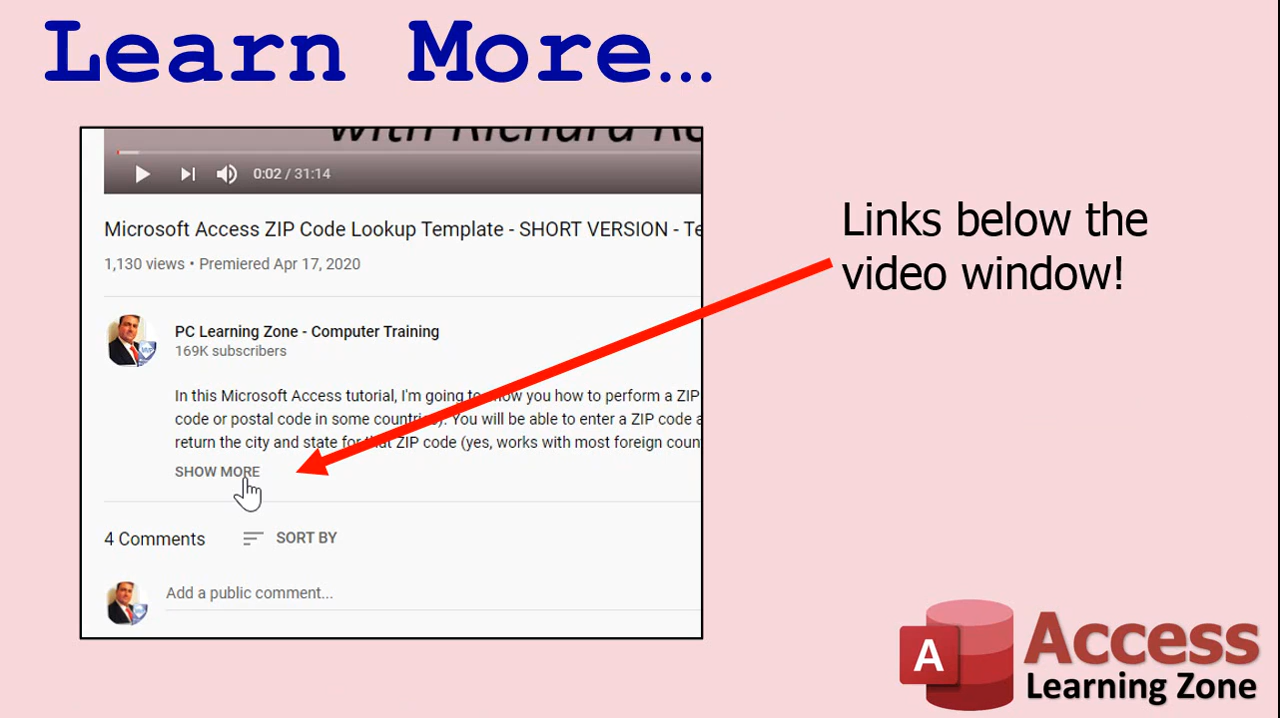 Learn More...
with Richard Ro
0:02 / 31:14
Microsoft Access ZIP Code Lookup Template - SHORT VERSION - Te
1,130 views • Premiered Apr 17, 2020
PC Learning Zone - Computer Training
169K subscribers
In this Microsoft Access tutorial, I'm going to show you how to perform a ZIP
code or postal code in some countries). You will be able to enter a ZIP code a
return the city and state for that ZIP code (yes, works with most foreign coun
SHOW MORE
4 Comments
SORT BY
Add a public comment...
Links below the
video window!
A
Access
Learning Zone